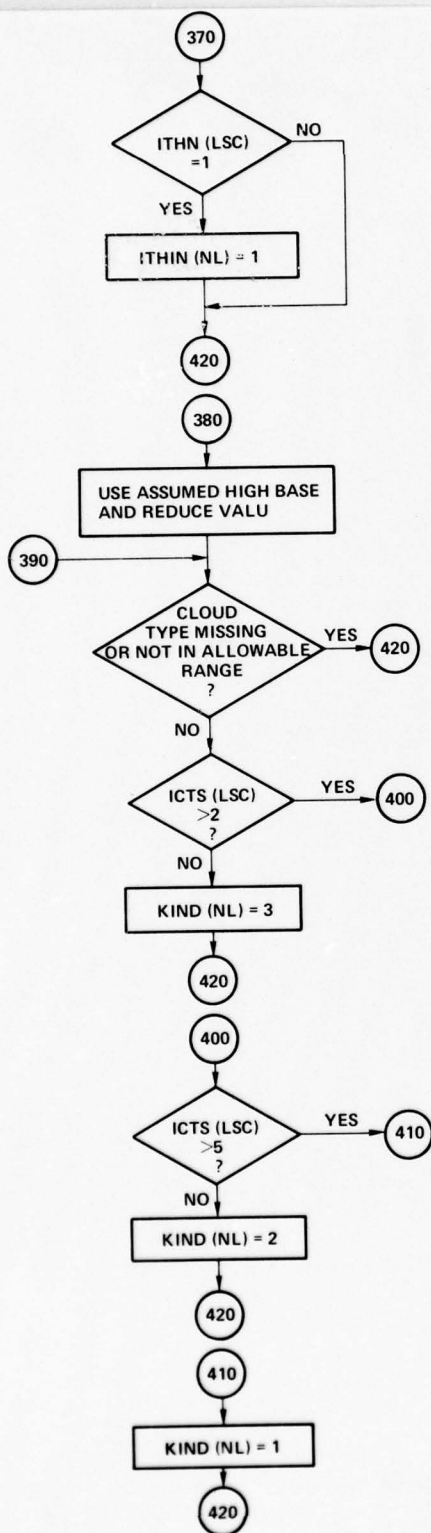 370
ITHN (LSC)
=1
NO
YES
ITHIN (NL) = 1
420
380
USE ASSUMED HIGH BASE
AND REDUCE VALU
390
CLOUD
TYPE MISSING
OR NOT IN ALLOWABLE
RANGE
?
YES
420
NO
ICTS (LSC)
>2
?
YES
400
NO
KIND (NL) = 3
420
400
ICTS (LSC)
>5
?
YES
410
NO
KIND (NL) = 2
420
410
KIND (NL) = 1
420